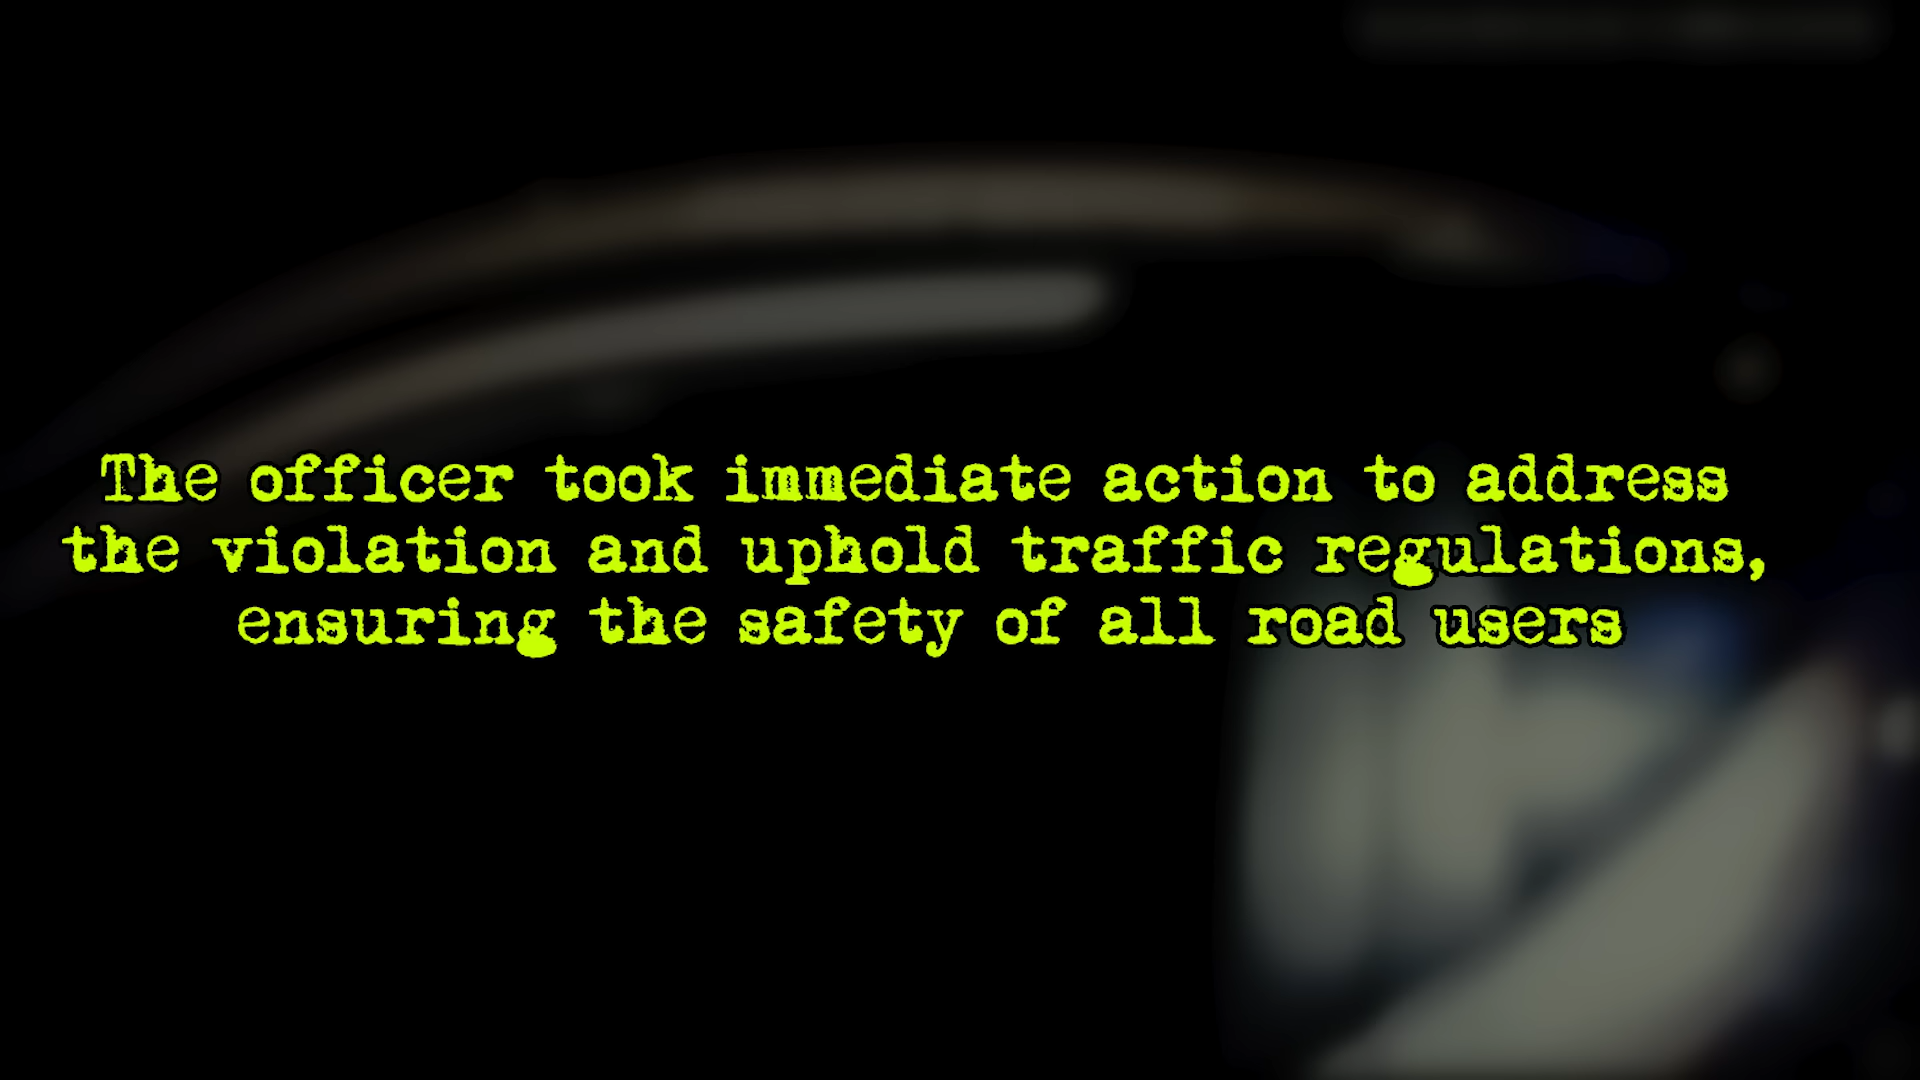 The officer took immediate action to address
the violation and uphold traffic regulations,
ensuring the safety of all road users